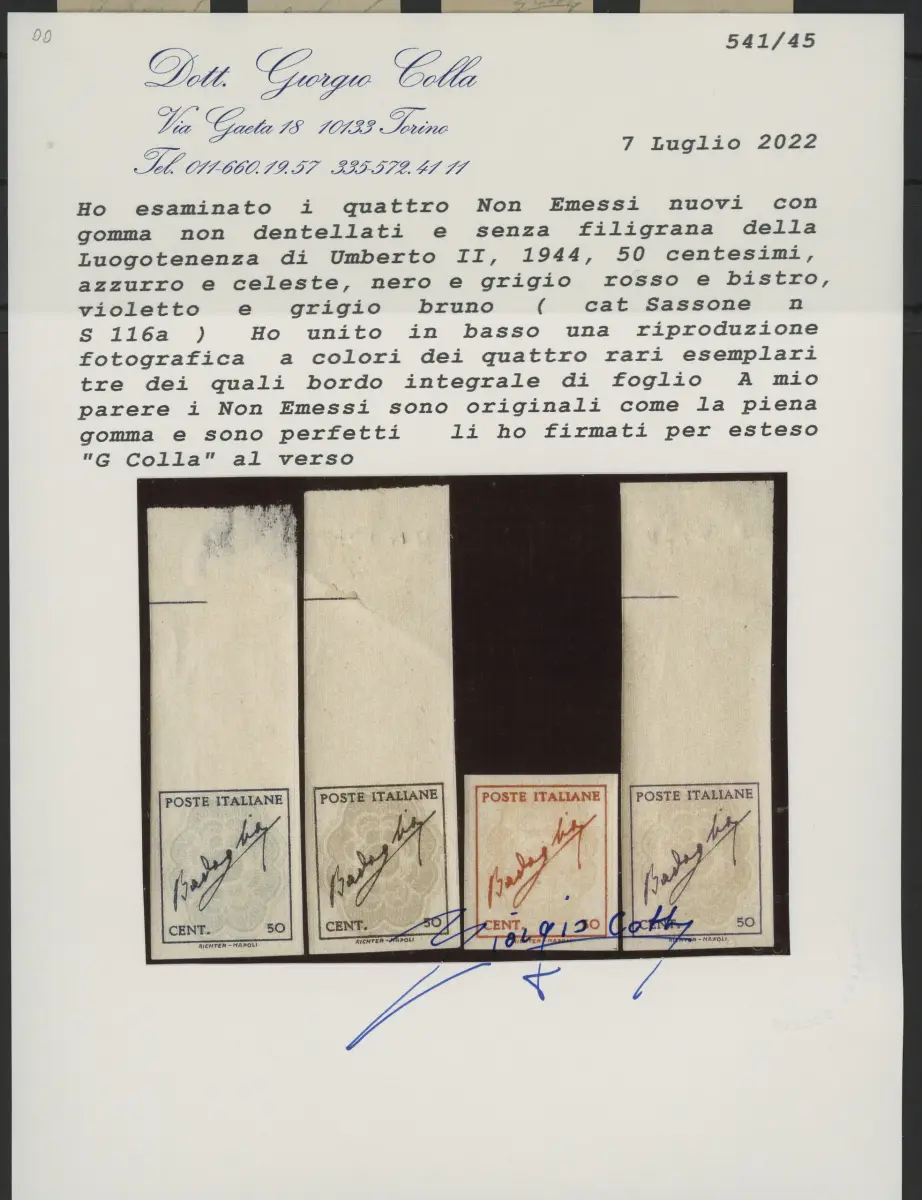 541/45
Dott. Giorgio Colla
Via Gaeta 18 10133 Torino
7 Luglio 2022
Tel. 011-660.19.57 335-572.41 11
Ho esaminato i quattro Non Emessi nuovi con
gomma non dentellati e senza filigrana della
Luogotenenza di Umberto II, 1944, 50 centesimi,
azzurro e celeste, nero e grigio rosso e bistro,
violetto e grigio bruno ( cat Sassone n
S 116a ) Ho unito in basso una riproduzione
fotografica a colori dei quattro rari esemplari
tre dei quali bordo integrale di foglio A mio
parere i Non Emessi sono originali come la piena
gomma e sono perfetti li ho firmati per esteso
"G Colla" al verso
POSTE ITALIANE POSTE ITALIANE POSTE ITALIANE POSTE ITALIANE
Badoglio Badoglio Badoglio Badoglio
CENT. 50 CENT. 50 CENT. 50 CENT. 50
RICHTER-NAPOLI RICHTER-NAPOLI RICHTER-NAPOLI RICHTER-NAPOLI
Giorgio Colla